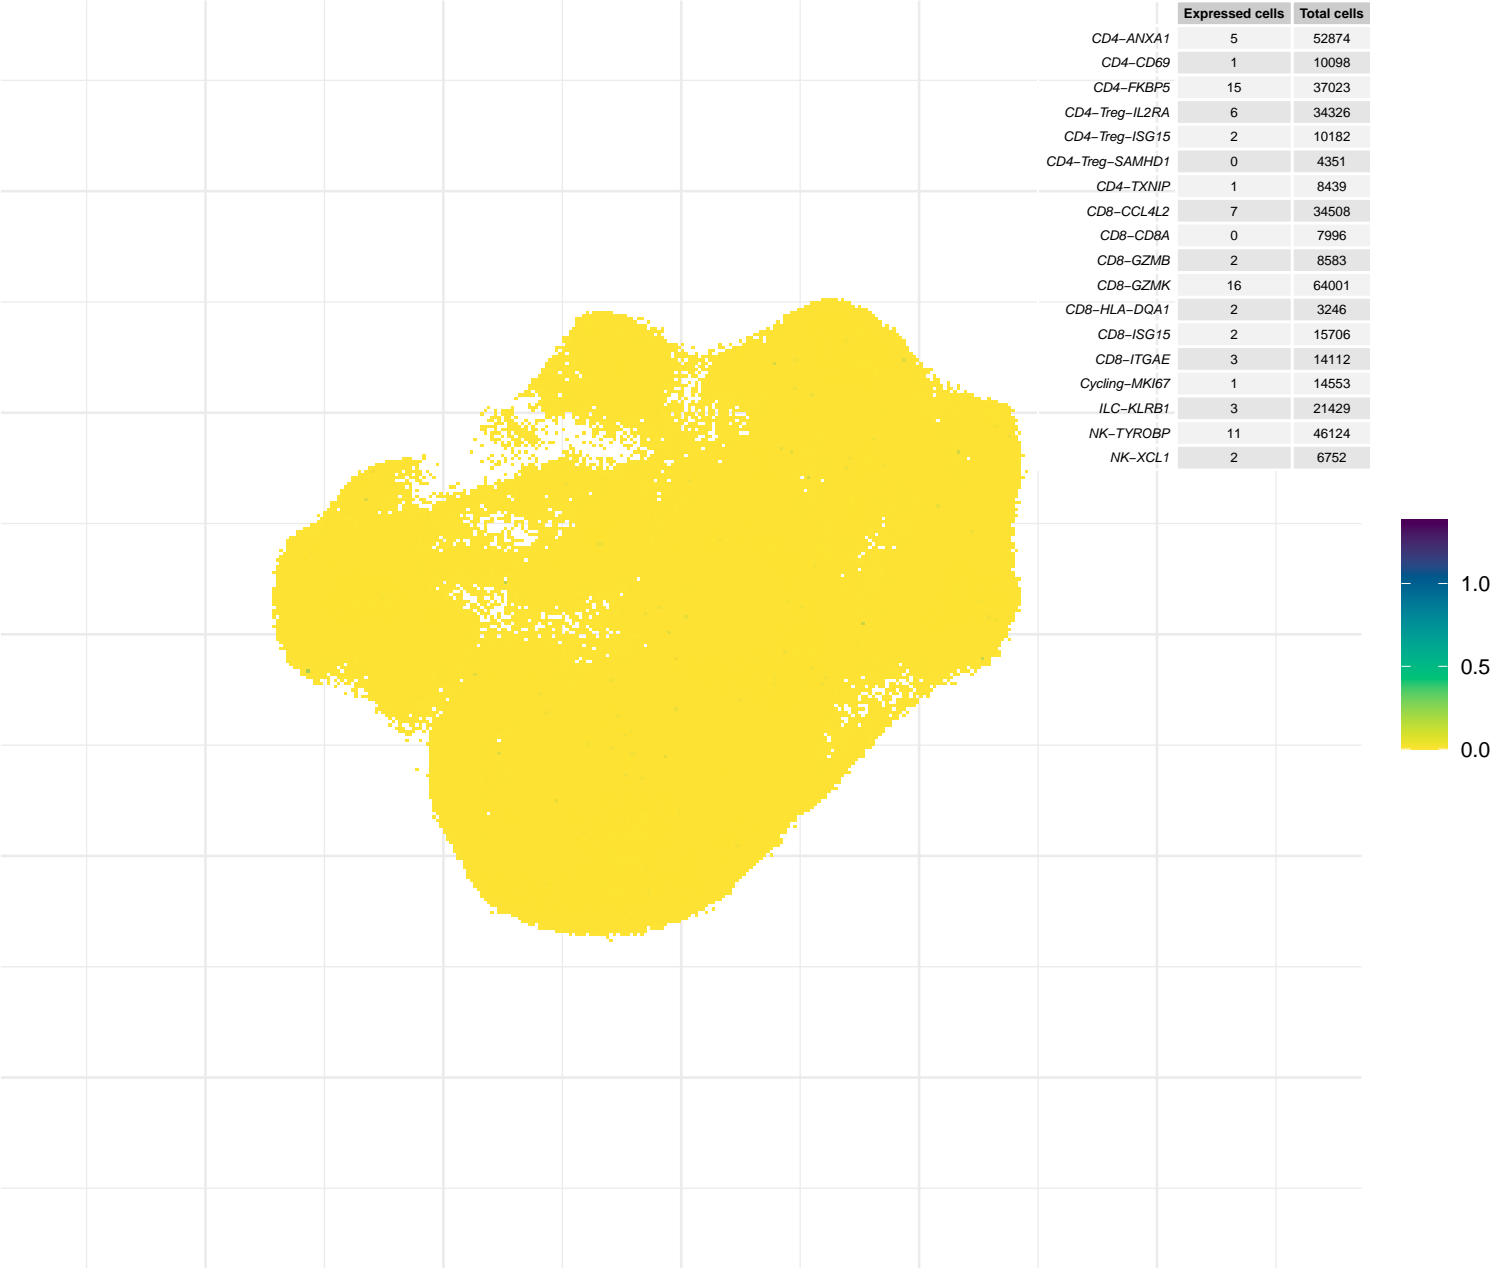 Expressed cells Total cells
CD4−ANXA1 5 52874
CD4−CD69 1 10098
CD4−FKBP5 15 37023
CD4−Treg−IL2RA 6 34326
CD4−Treg−ISG15 2 10182
CD4−Treg−SAMHD1 0 4351
CD4−TXNIP 1 8439
CD8−CCL4L2 7 34508
CD8−CD8A 0 7996
CD8−GZMB 2 8583
CD8−GZMK 16 64001
CD8−HLA−DQA1 2 3246
CD8−ISG15 2 15706
CD8−ITGAE 3 14112
Cycling−MKI67 1 14553
ILC−KLRB1 3 21429
NK−TYROBP 11 46124
NK−XCL1 2 6752
1.0
0.5
0.0